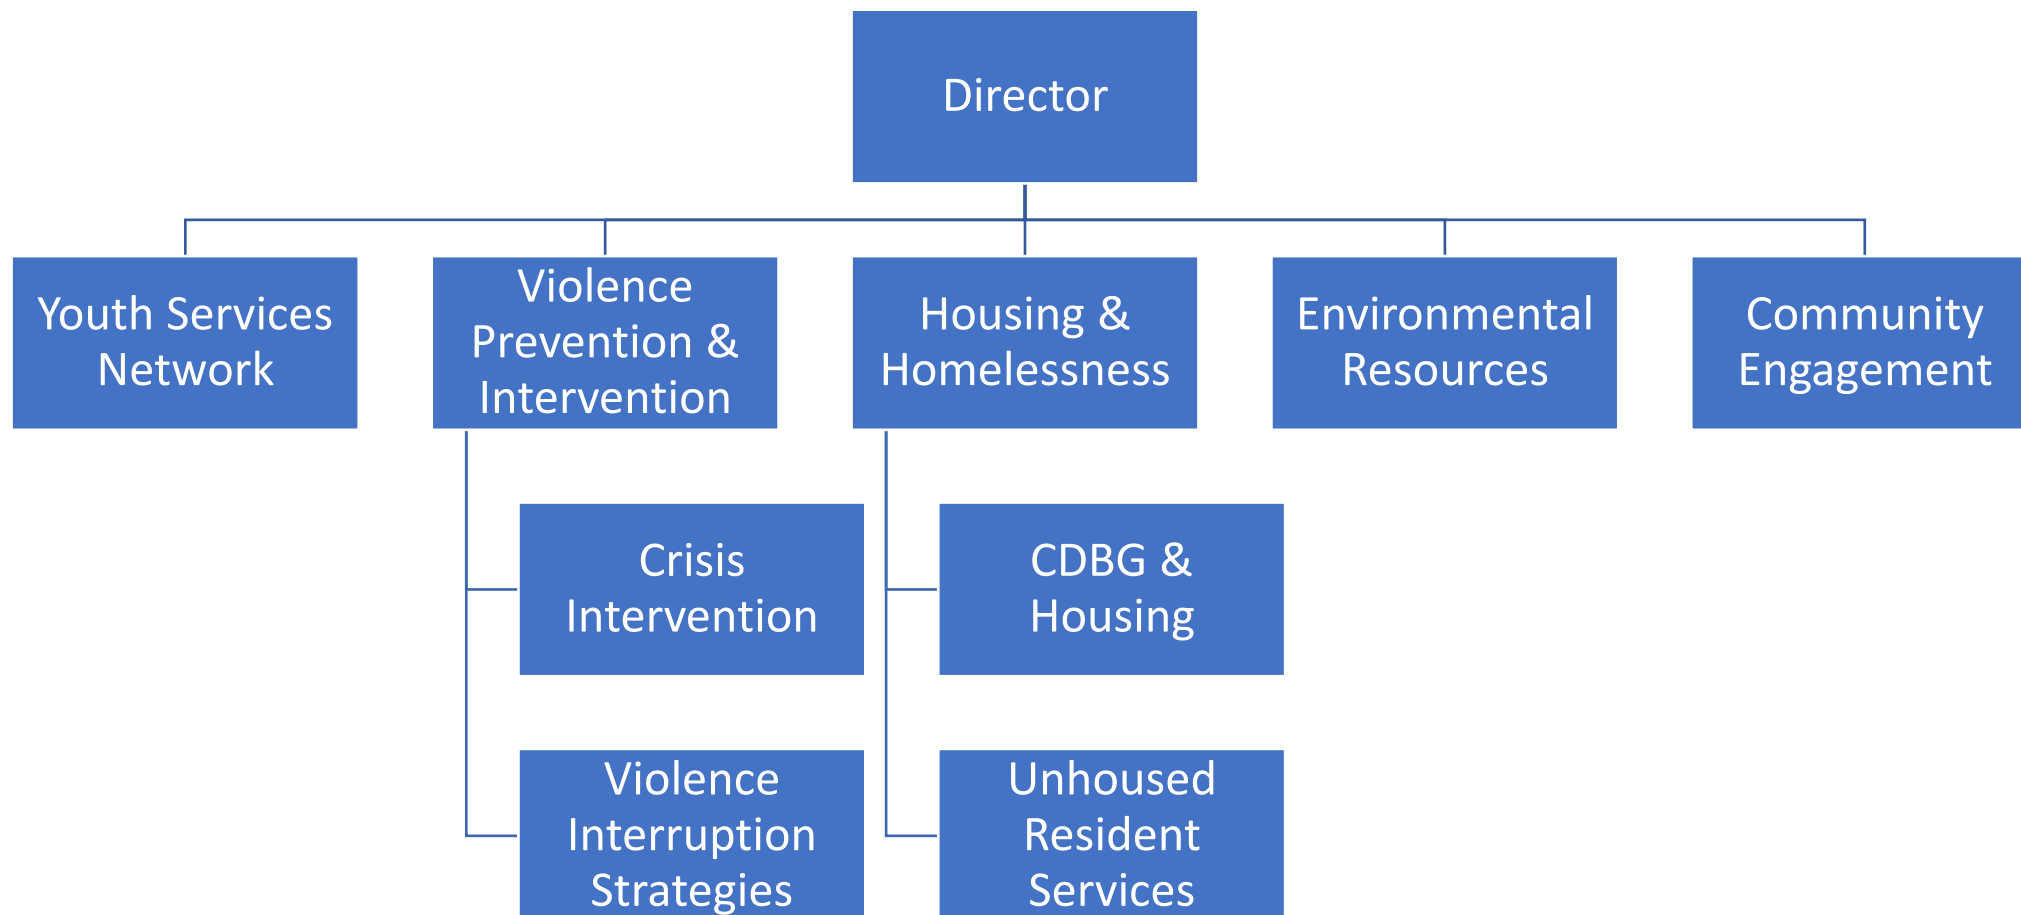 Director
Youth Services
Network
Violence
Prevention &
Intervention
Housing &
Homelessness
Environmental
Resources
Community
Engagement
Crisis
Intervention
CDBG &
Housing
Violence
Interruption
Strategies
Unhoused
Resident
Services